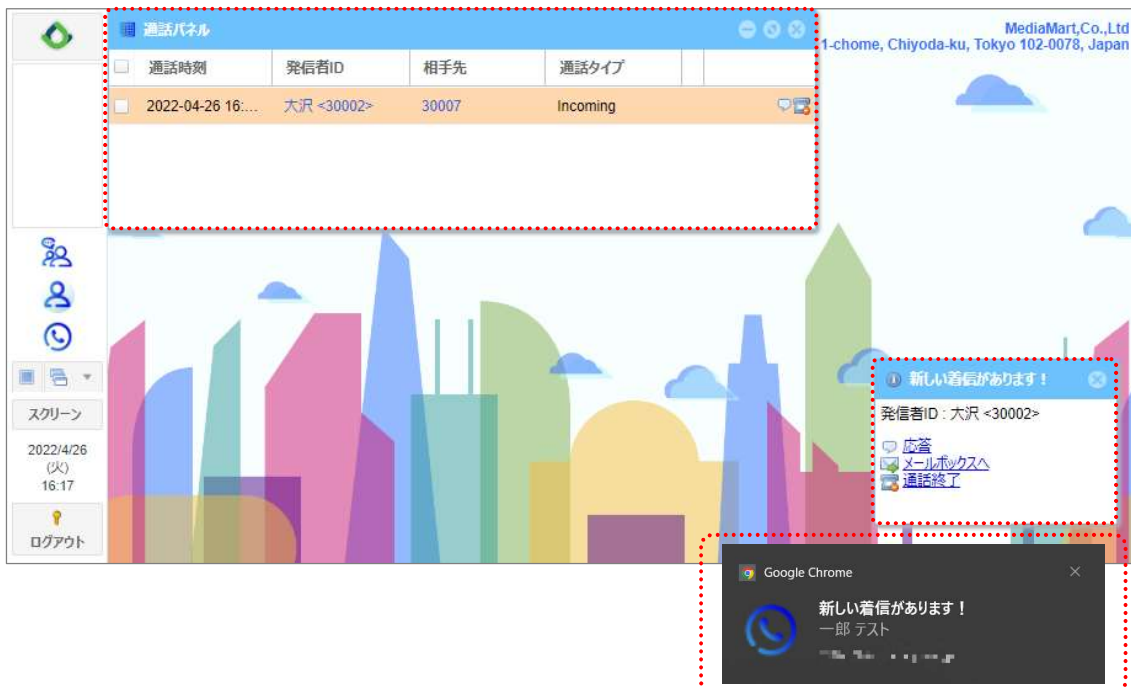 通話パネル
MediaMart,Co.,Ltd
1-chome, Chiyoda-ku, Tokyo 102-0078, Japan
通話時刻 発信者ID 相手先 通話タイプ
2022-04-26 16:... 大沢 <30002> 30007 Incoming
新しい着信があります！
発信者ID : 大沢 <30002>
応答
メールボックスへ
通話終了
スクリーン
2022/4/26
(火)
16:17
ログアウト
Google Chrome
新しい着信があります！
一郎 テスト